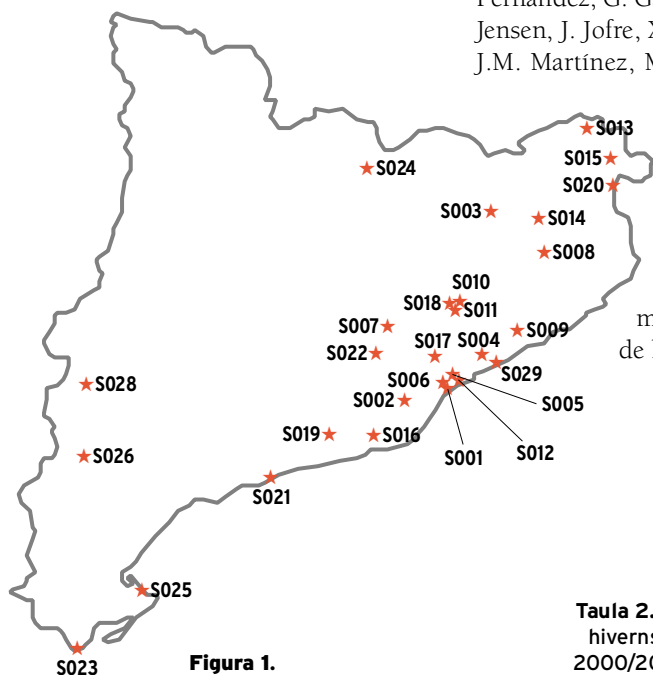 Fernández, G. G
Jensen, J. Jofre, X
J.M. Martínez, M
S013
S015
S024
S020
S003
S014
S008
S010
S018
S011
S007
S009
m
S017
S004
de l
S022
S029
S028
S006
S005
S002
S012
S019
S016
S001
S026
S021
S025
Taula 2.
hiverns
2000/20
S023
Figura 1.